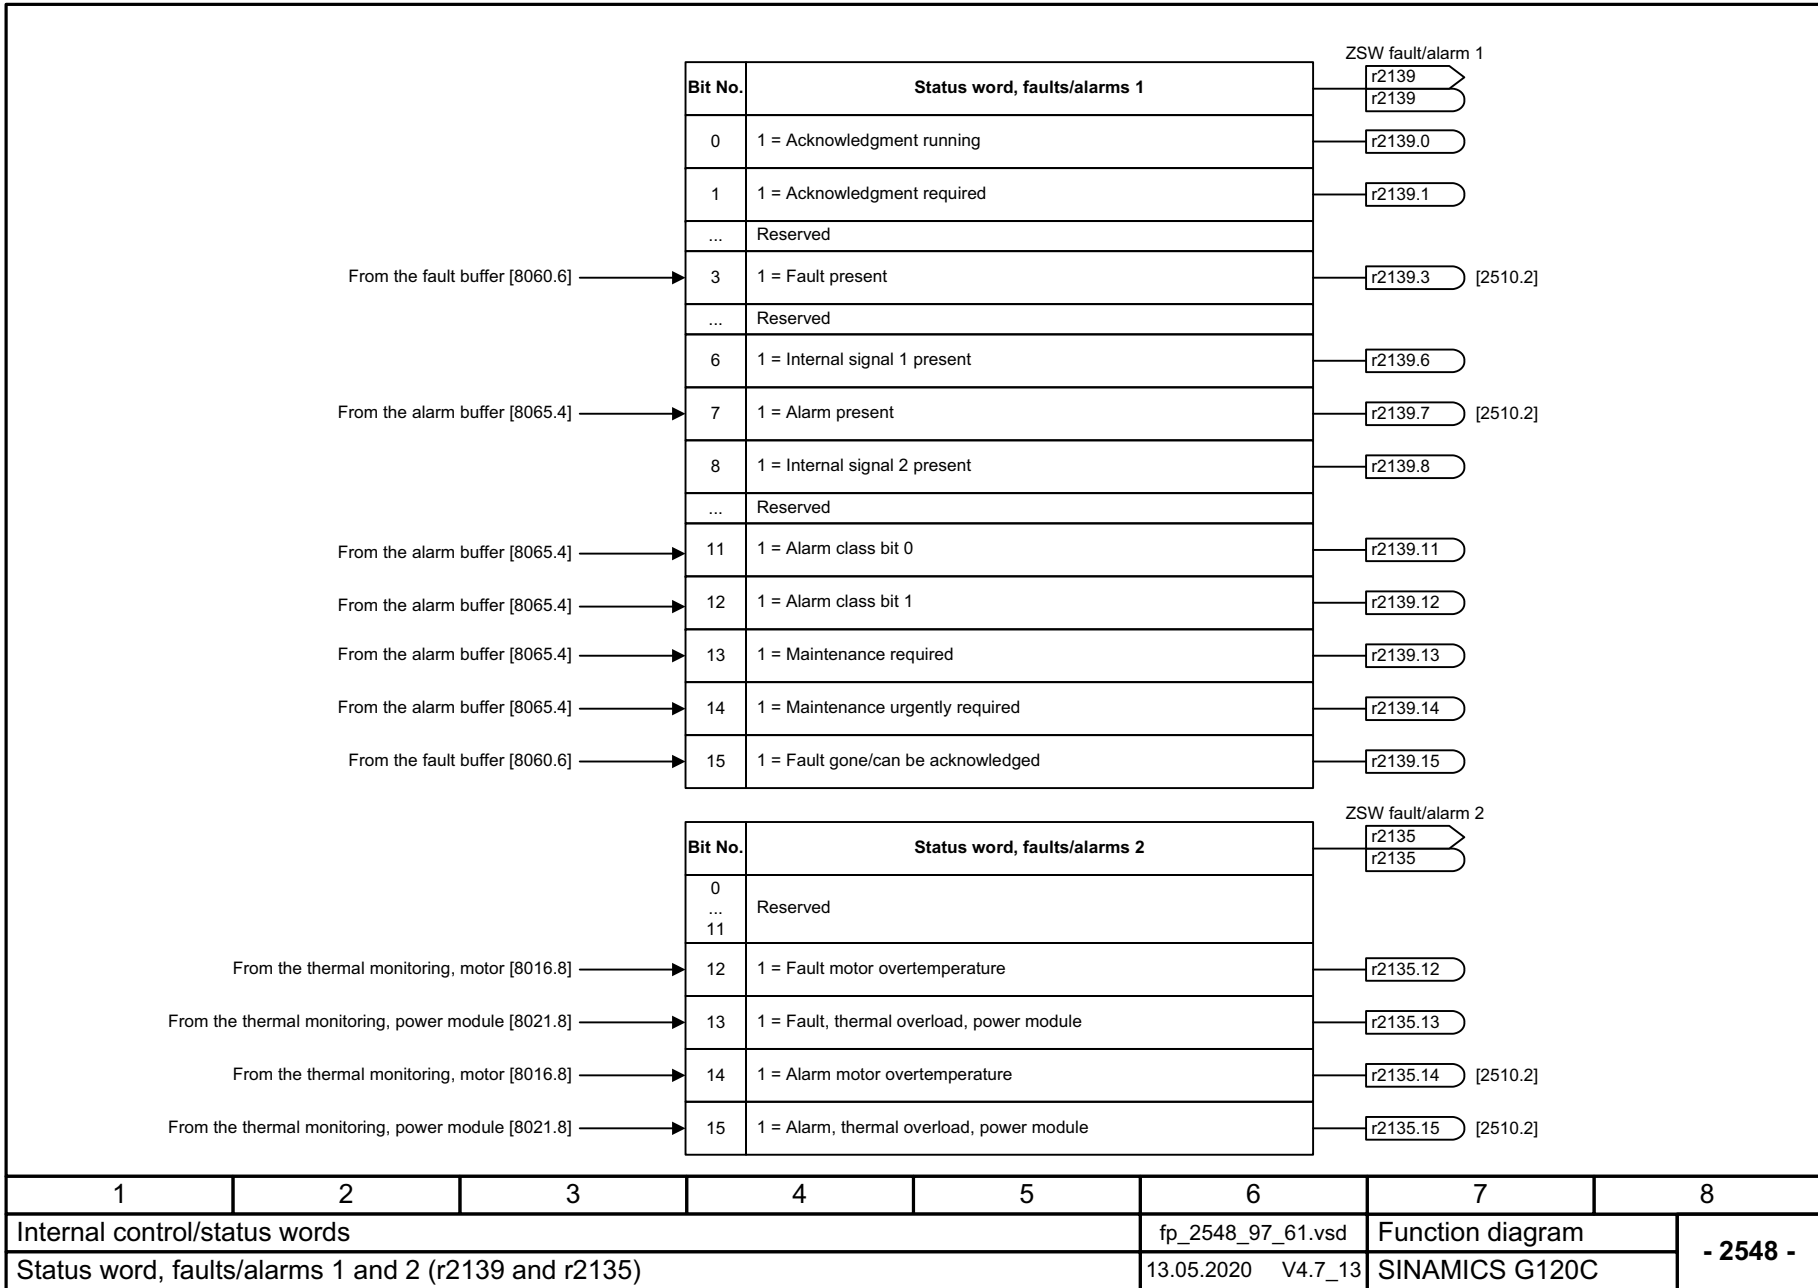 ZSW fault/alarm 1
Bit No. Status word, faults/alarms 1 r2139
r2139
0 1 = Acknowledgment running r2139.0
1 1 = Acknowledgment required r2139.1
... Reserved
From the fault buffer [8060.6] 3 1 = Fault present r2139.3 [2510.2]
... Reserved
6 1 = Internal signal 1 present r2139.6
From the alarm buffer [8065.4] 7 1 = Alarm present r2139.7 [2510.2]
8 1 = Internal signal 2 present r2139.8
... Reserved
From the alarm buffer [8065.4] 11 1 = Alarm class bit 0 r2139.11
From the alarm buffer [8065.4] 12 1 = Alarm class bit 1 r2139.12
From the alarm buffer [8065.4] 13 1 = Maintenance required r2139.13
From the alarm buffer [8065.4] 14 1 = Maintenance urgently required r2139.14
From the fault buffer [8060.6] 15 1 = Fault gone/can be acknowledged r2139.15
ZSW fault/alarm 2
Bit No. Status word, faults/alarms 2 r2135
r2135
0
... Reserved
11
From the thermal monitoring, motor [8016.8] 12 1 = Fault motor overtemperature r2135.12
From the thermal monitoring, power module [8021.8] 13 1 = Fault, thermal overload, power module r2135.13
From the thermal monitoring, motor [8016.8] 14 1 = Alarm motor overtemperature r2135.14 [2510.2]
From the thermal monitoring, power module [8021.8] 15 1 = Alarm, thermal overload, power module r2135.15 [2510.2]
1 2 3 4 5 6 7 8
Internal control/status words fp_2548_97_61.vsd Function diagram - 2548 -
Status word, faults/alarms 1 and 2 (r2139 and r2135) 13.05.2020 V4.7_13 SINAMICS G120C